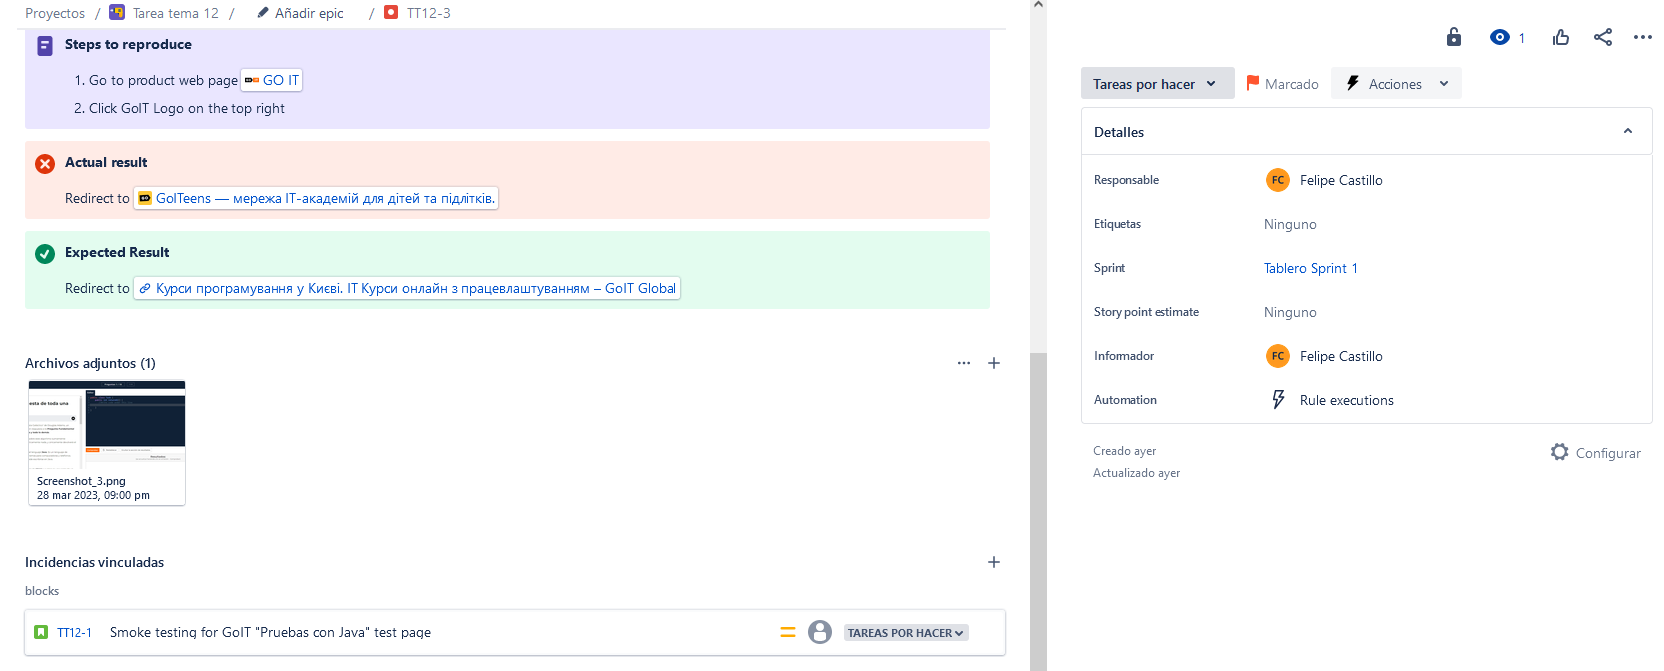 Proyectos / Tarea tema 12 / Añadir epic / TT12-3
Steps to reproduce
1. Go to product web page GO IT
2. Click GoIT Logo on the top right
Actual result
Redirect to GoITeens — мережа IT-академій для дітей та підлітків.
Expected Result
Redirect to Курси програмування у Києві. IT Курси онлайн з працевлаштуванням – GoIT Global
Archivos adjuntos (1)
esta de toda una
Screenshot_3.png
28 mar 2023, 09:00 pm
Incidencias vinculadas
blocks
TT12-1 Smoke testing for GoIT "Pruebas con Java" test page TAREAS POR HACER
1
Tareas por hacer Marcado Acciones
Detalles
Responsable FC Felipe Castillo
Etiquetas Ninguno
Sprint Tablero Sprint 1
Story point estimate Ninguno
Informador FC Felipe Castillo
Automation Rule executions
Creado ayer Configurar
Actualizado ayer